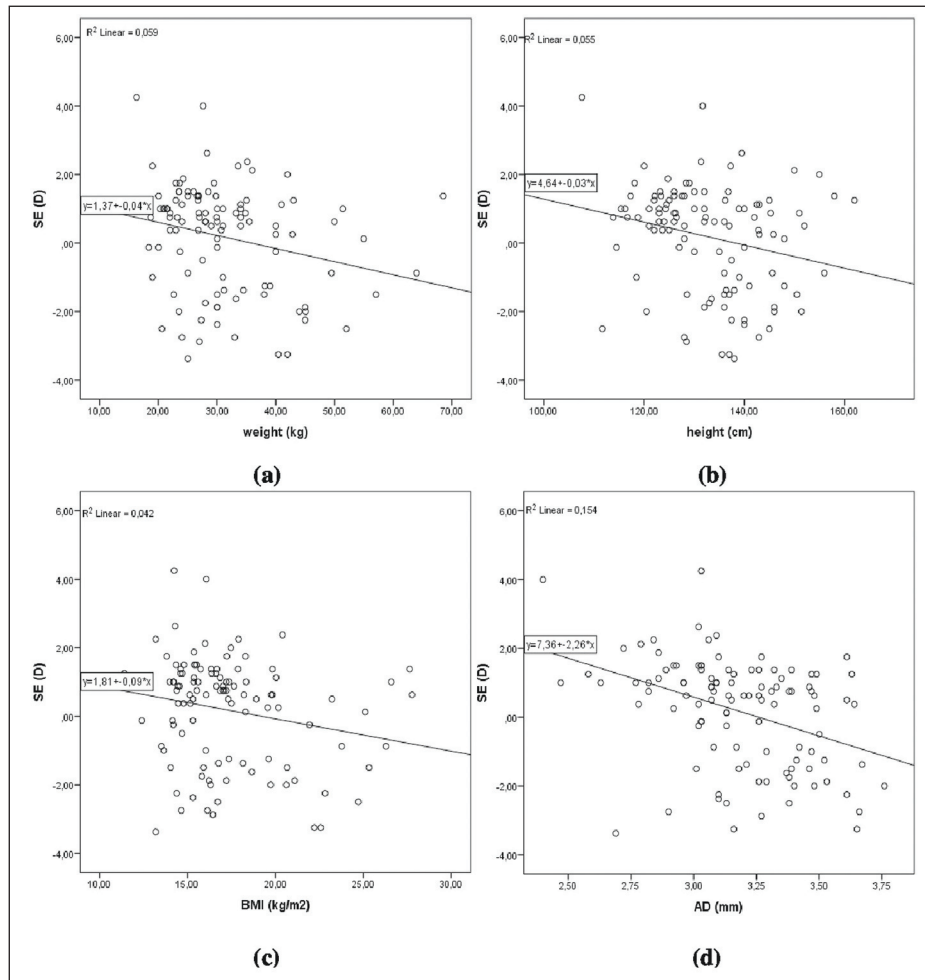 R² Linear = 0,059
6,00
4,00
2,00
,00
-2,00
-4,00
SE (D)
y=1,37+-0,04*x
10,00 20,00 30,00 40,00 50,00 60,00 70,00
weight (kg)
(a)
R² Linear = 0,055
6,00
4,00
2,00
,00
-2,00
-4,00
SE (D)
y=4,64+-0,03*x
100,00 120,00 140,00 160,00
height (cm)
(b)
R² Linear = 0,042
6,00
4,00
2,00
,00
-2,00
-4,00
SE (D)
y=1,81+-0,09*x
10,00 15,00 20,00 25,00 30,00
BMI (kg/m2)
(c)
R² Linear = 0,154
6,00
4,00
2,00
,00
-2,00
-4,00
SE (D)
y=7,36+-2,26*x
2,50 2,75 3,00 3,25 3,50 3,75
AD (mm)
(d)